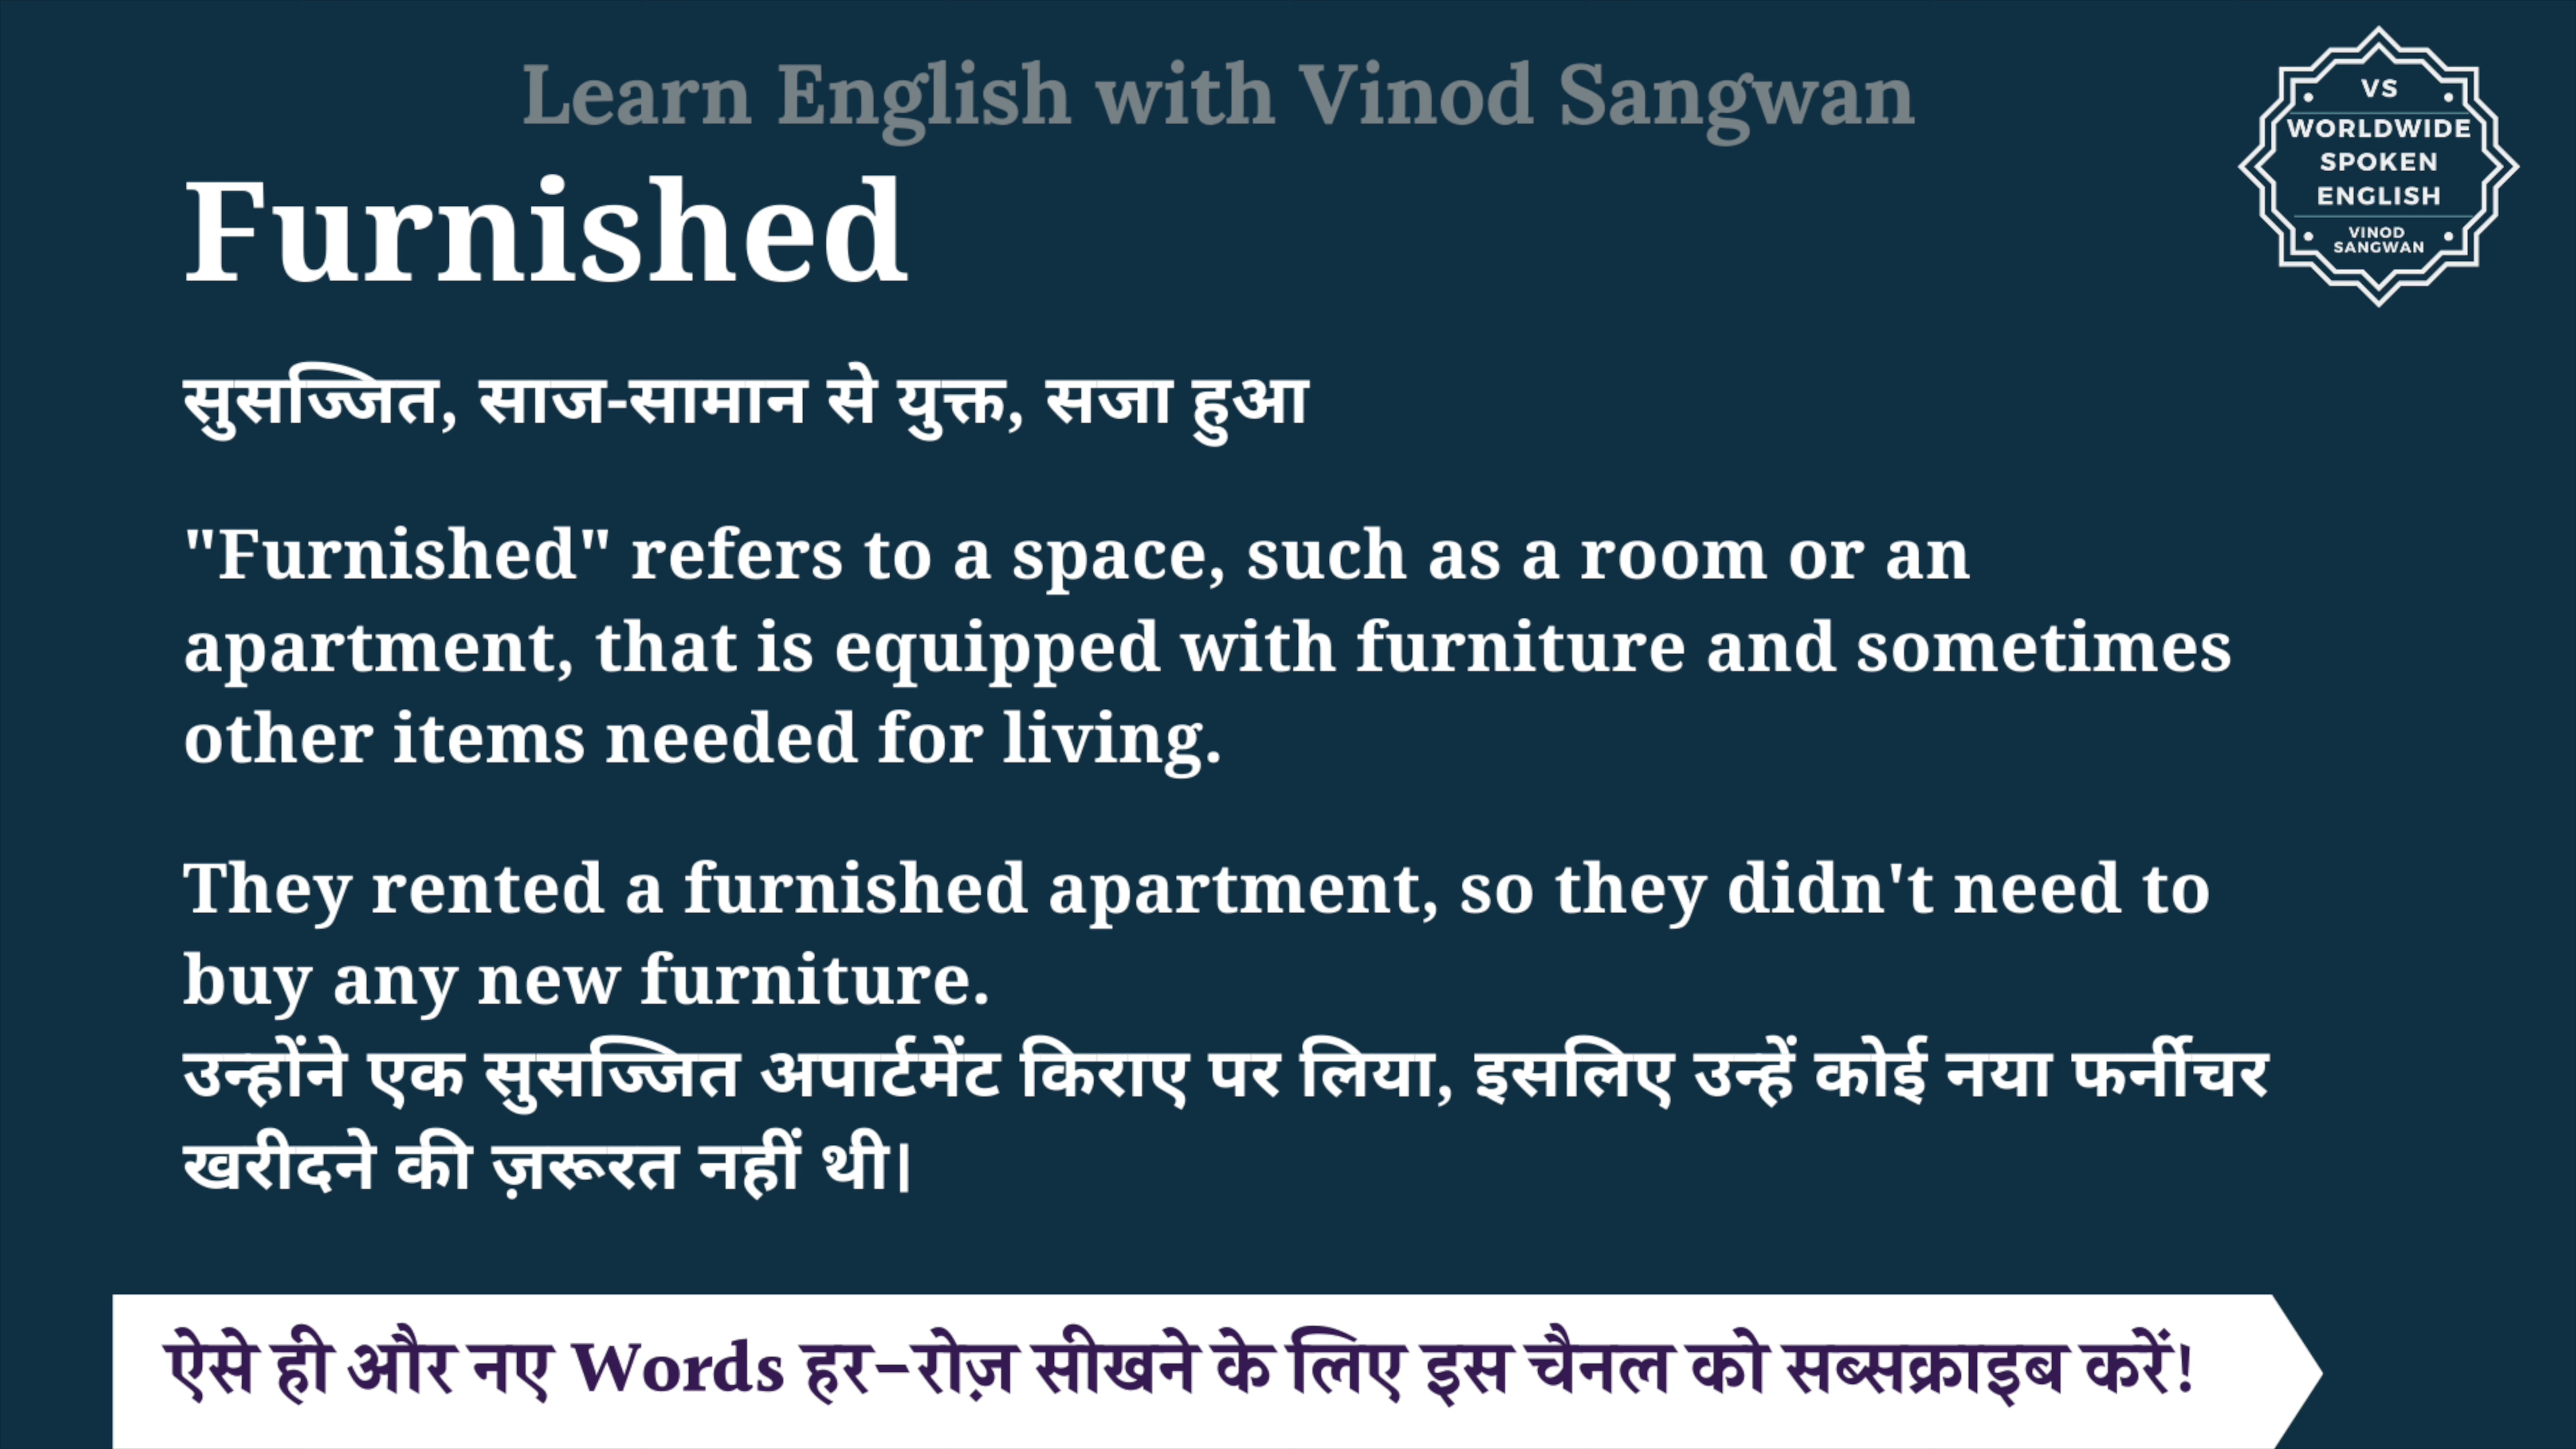 Learn English with Vinod Sangwan
VS
WORLDWIDE
SPOKEN
ENGLISH
VINOD
SANGWAN
Furnished
सुसज्जित, साज-सामान से युक्त, सजा हुआ
"Furnished" refers to a space, such as a room or an
apartment, that is equipped with furniture and sometimes
other items needed for living.
They rented a furnished apartment, so they didn't need to
buy any new furniture.
उन्होंने एक सुसज्जित अपार्टमेंट किराए पर लिया, इसलिए उन्हें कोई नया फर्नीचर
खरीदने की ज़रूरत नहीं थी।
ऐसे ही और नए Words हर-रोज़ सीखने के लिए इस चैनल को सब्सक्राइब करें!